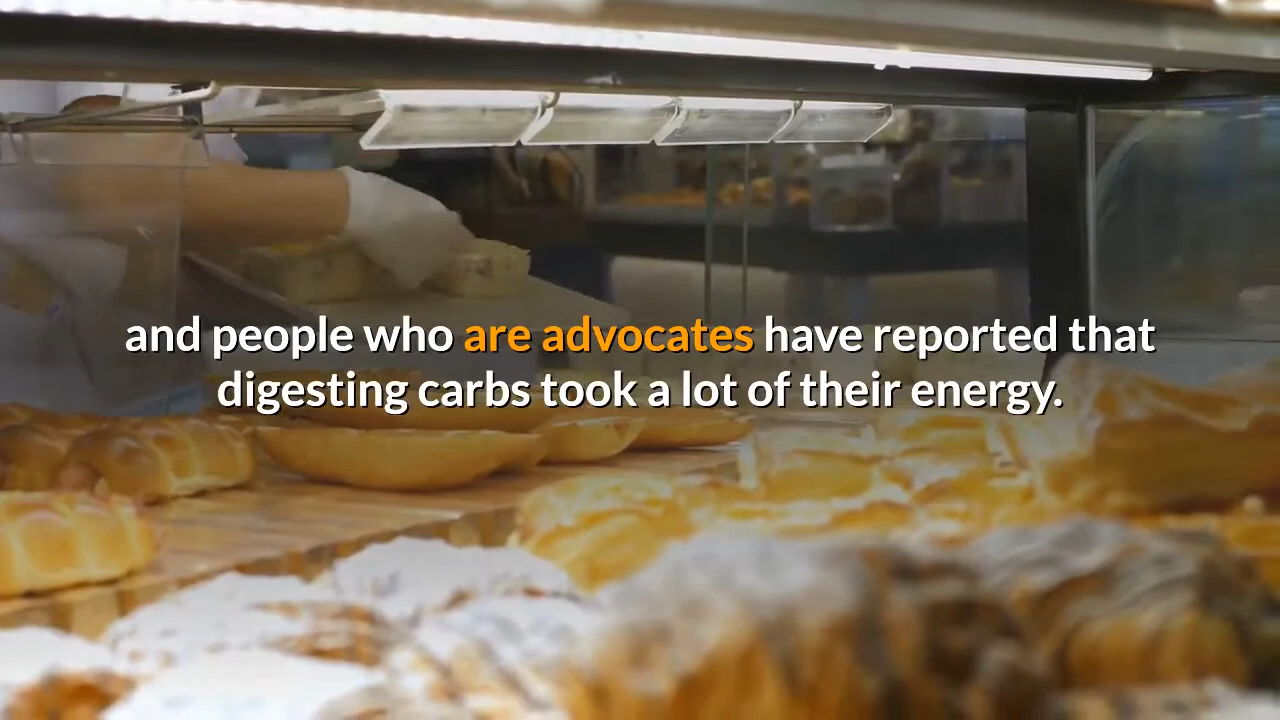 and people who are advocates have reported that
digesting carbs took a lot of their energy.